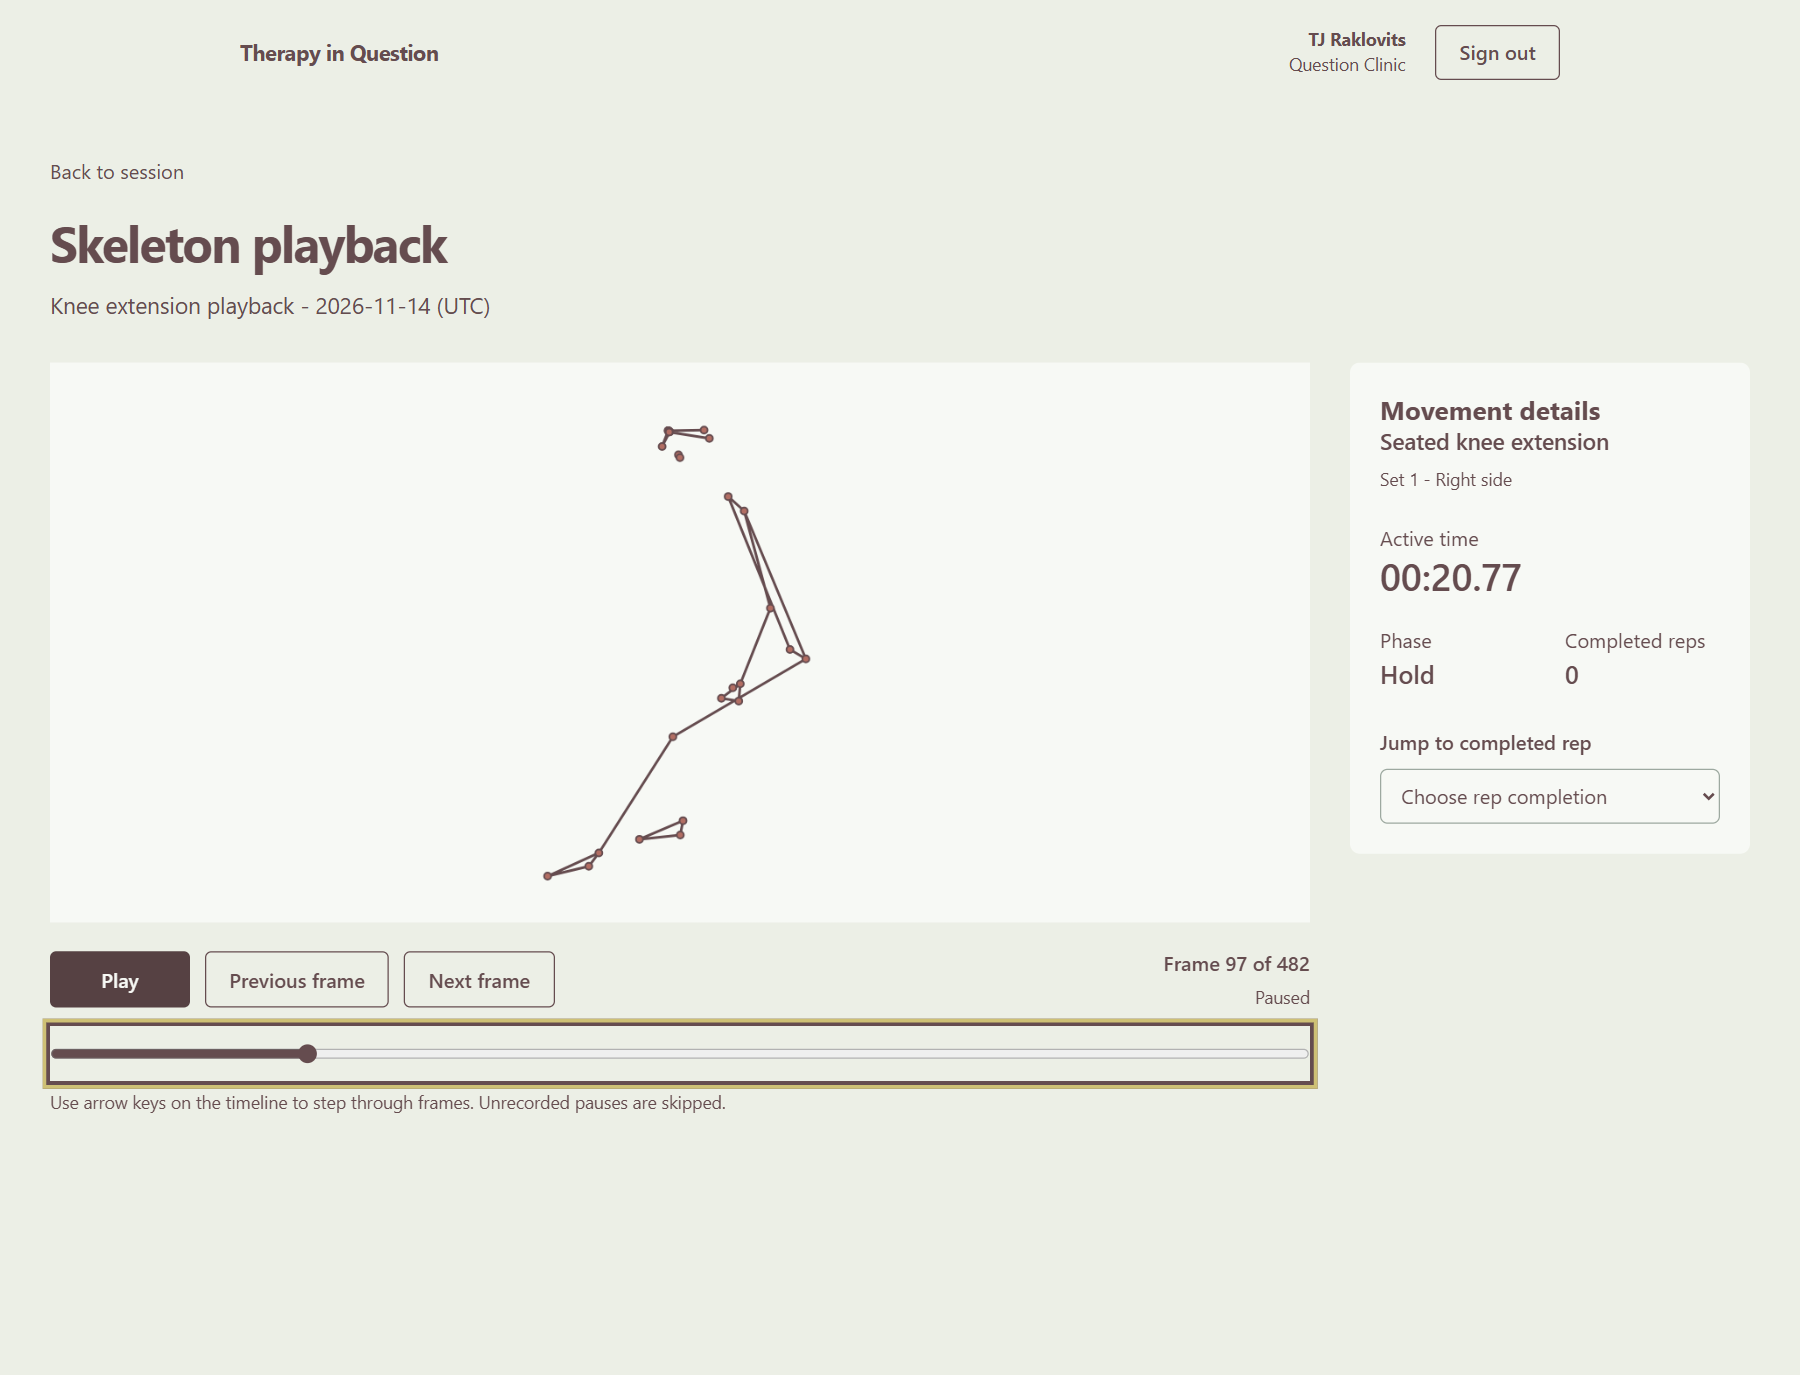 Therapy in Question
TJ Raklovits
Question Clinic
Sign out
Back to session
Skeleton playback
Knee extension playback - 2026-11-14 (UTC)
Movement details
Seated knee extension
Set 1 - Right side
Active time
00:20.77
Phase
Completed reps
Hold
0
Jump to completed rep
Choose rep completion
Play
Previous frame
Next frame
Frame 97 of 482
Paused
Use arrow keys on the timeline to step through frames. Unrecorded pauses are skipped.